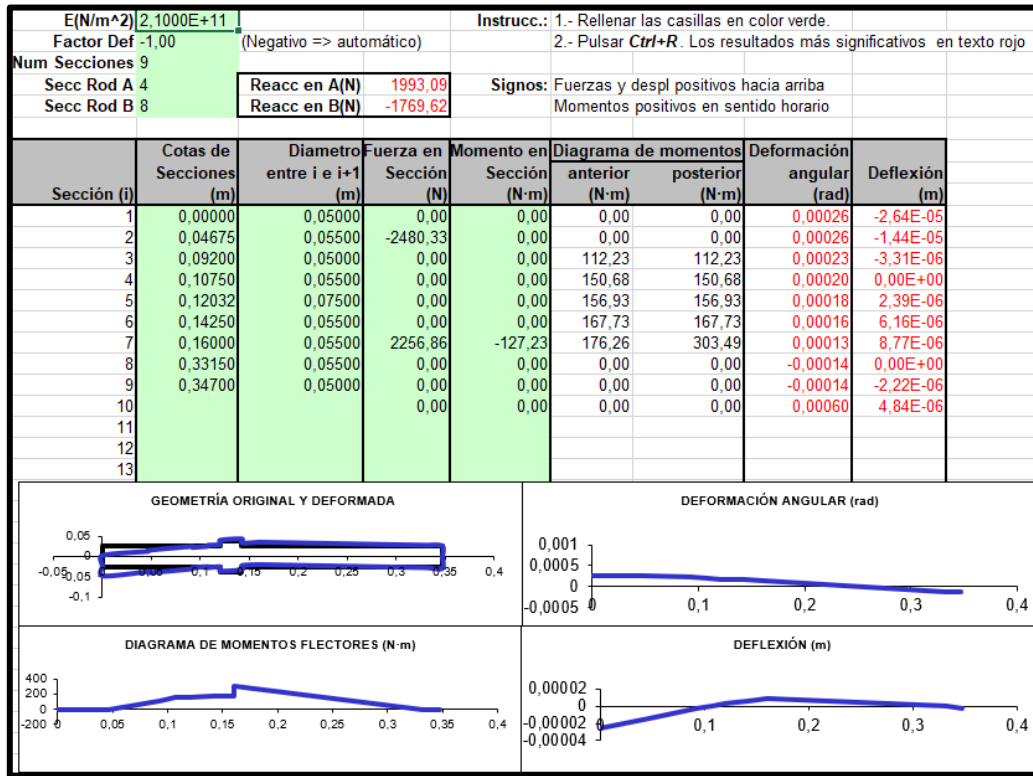 E(N/m^2) 2,1000E+11 Instrucc.: 1.- Rellenar las casillas en color verde.
Factor Def -1,00 (Negativo => automático) 2.- Pulsar Ctrl+R. Los resultados más significativos en texto rojo
Num Secciones 9
Secc Rod A 4 Reacc en A(N) 1993,09 Signos: Fuerzas y despl positivos hacia arriba
Secc Rod B 8 Reacc en B(N) -1769,62 Momentos positivos en sentido horario
Cotas de Diametro Fuerza en Momento en Diagrama de momentos Deformación
Secciones entre i e i+1 Sección Sección anterior posterior angular Deflexión
Sección (i) (m) (m) (N) (N·m) (N·m) (N·m) (rad) (m)
1 0,00000 0,05000 0,00 0,00 0,00 0,00 0,00026 -2,64E-05
2 0,04675 0,05500 -2480,33 0,00 0,00 0,00 0,00026 -1,44E-05
3 0,09200 0,05500 0,00 0,00 112,23 112,23 0,00023 -3,31E-06
4 0,10750 0,05500 0,00 0,00 150,68 150,68 0,00020 0,00E+00
5 0,12032 0,07500 0,00 0,00 156,93 156,93 0,00018 2,39E-06
6 0,14250 0,05500 0,00 0,00 167,73 167,73 0,00016 6,16E-06
7 0,16000 0,05500 2256,86 -127,23 176,26 303,49 0,00013 8,77E-06
8 0,33150 0,05500 0,00 0,00 0,00 0,00 -0,00014 0,00E+00
9 0,34700 0,05000 0,00 0,00 0,00 0,00 -0,00014 -2,22E-06
10 0,00 0,00 0,00 0,00 0,00060 4,84E-06
11
12
13
GEOMETRÍA ORIGINAL Y DEFORMADA
0,05
0
-0,05 0 0,05 0,1 0,15 0,2 0,25 0,3 0,35 0,4
-0,05
-0,1
DEFORMACIÓN ANGULAR (rad)
0,001
0,0005
0
-0,0005 0 0,1 0,2 0,3 0,4
DIAGRAMA DE MOMENTOS FLECTORES (N·m)
400
200
0
-200 0 0,05 0,1 0,15 0,2 0,25 0,3 0,35 0,4
DEFLEXIÓN (m)
0,00002
0
-0,00002 0 0,1 0,2 0,3 0,4
-0,00004